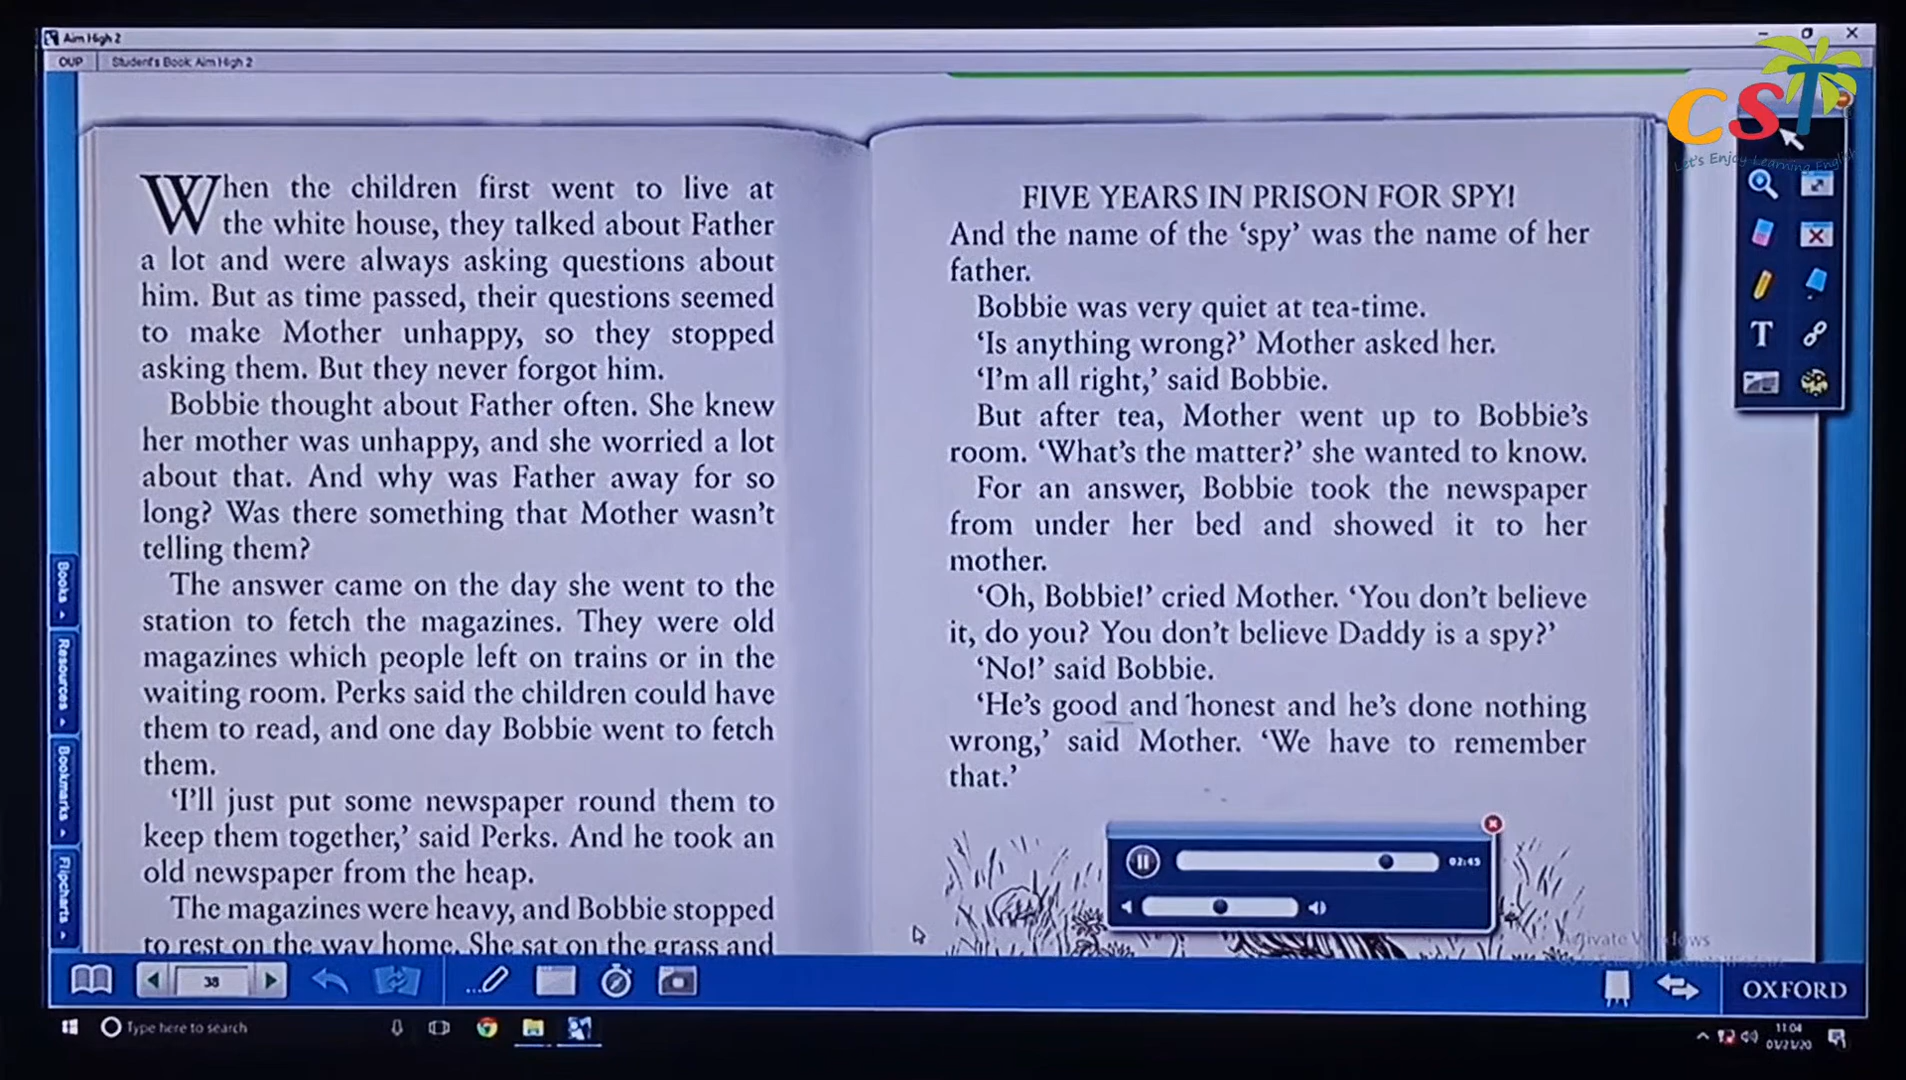 Aim High 2
OUP
Student's Book: Aim High 2
CST
Let's Enjoy Learning English
When the children first went to live at
the white house, they talked about Father
a lot and were always asking questions about
him. But as time passed, their questions seemed
to make Mother unhappy, so they stopped
asking them. But they never forgot him.
Bobbie thought about Father often. She knew
her mother was unhappy, and she worried a lot
about that. And why was Father away for so
long? Was there something that Mother wasn't
telling them?
The answer came on the day she went to the
station to fetch the magazines. They were old
magazines which people left on trains or in the
waiting room. Perks said the children could have
them to read, and one day Bobbie went to fetch
them.
'I'll just put some newspaper round them to
keep them together,' said Perks. And he took an
old newspaper from the heap.
The magazines were heavy, and Bobbie stopped
to rest on the way home. She sat on the grass and
FIVE YEARS IN PRISON FOR SPY!
And the name of the 'spy' was the name of her
father.
Bobbie was very quiet at tea-time.
'Is anything wrong?' Mother asked her.
'I'm all right,' said Bobbie.
But after tea, Mother went up to Bobbie's
room. 'What's the matter?' she wanted to know.
For an answer, Bobbie took the newspaper
from under her bed and showed it to her
mother.
'Oh, Bobbie!' cried Mother. 'You don't believe
it, do you? You don't believe Daddy is a spy?'
'No!' said Bobbie.
'He's good and honest and he's done nothing
wrong,' said Mother. 'We have to remember
that.'
T
Books
Resources
Bookmarks
Flipcharts
02:45
Activate Windows
38
OXFORD
Type here to search
11:04
01/21/20